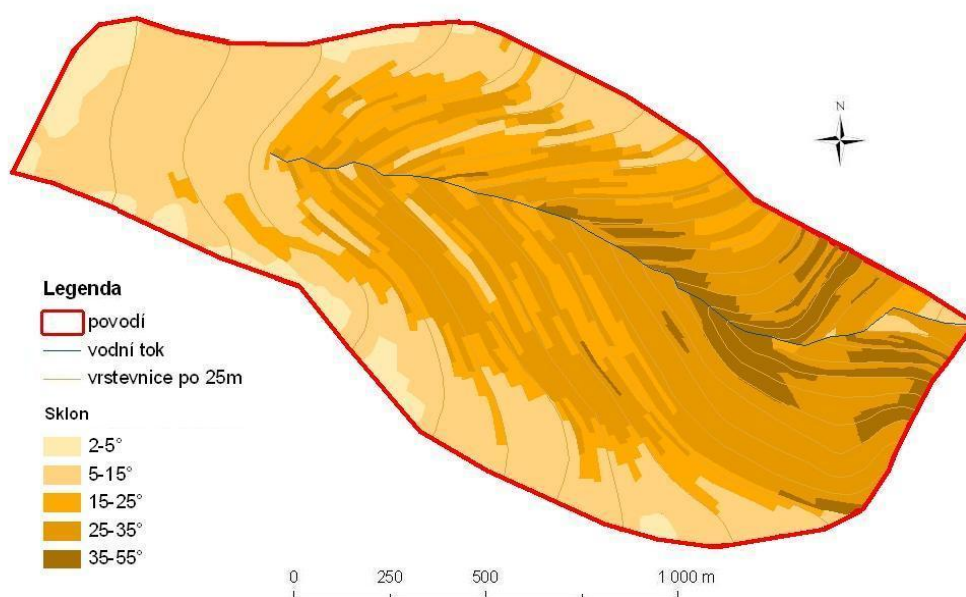 N
Legenda
povodí
vodní tok
vrstevnice po 25m
Sklon
2-5°
5-15°
15-25°
25-35°
35-55°
0 250 500 1 000 m